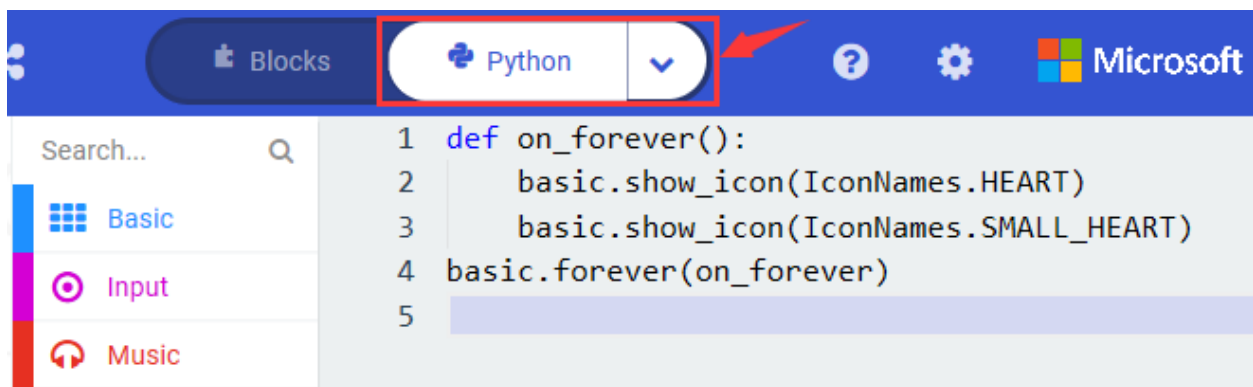 Blocks
Python
Microsoft
Search...
Basic
Input
Music
1 def on_forever():
2     basic.show_icon(IconNames.HEART)
3     basic.show_icon(IconNames.SMALL_HEART)
4 basic.forever(on_forever)
5